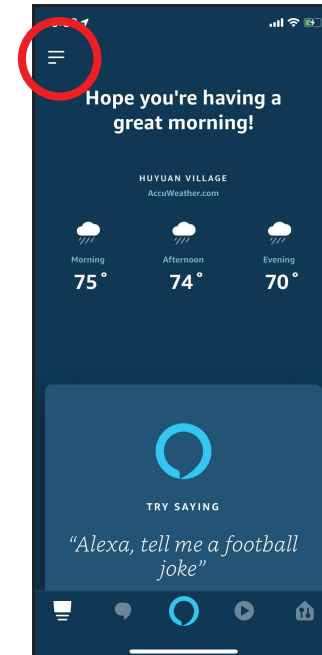 Hope you're having a
great morning!
HUYUAN VILLAGE
AccuWeather.com
Morning
Afternoon
Evening
75°
74°
70°
TRY SAYING
“Alexa, tell me a football
joke”